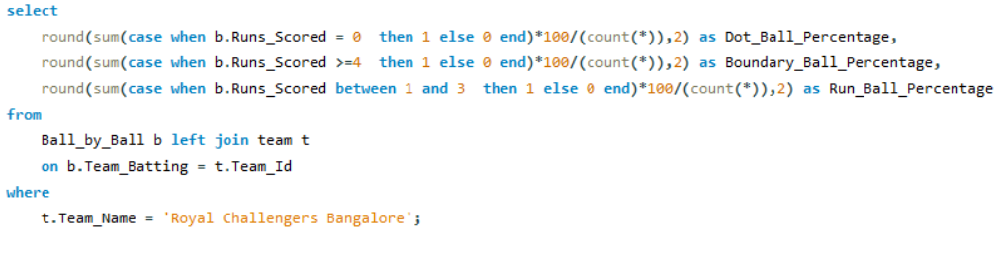 select
round(sum(case when b.Runs_Scored = 0  then 1 else 0 end)*100/(count(*)),2) as Dot_Ball_Percentage,
round(sum(case when b.Runs_Scored >=4  then 1 else 0 end)*100/(count(*)),2) as Boundary_Ball_Percentage,
round(sum(case when b.Runs_Scored between 1 and 3  then 1 else 0 end)*100/(count(*)),2) as Run_Ball_Percentage
from
Ball_by_Ball b left join team t
on b.Team_Batting = t.Team_Id
where
t.Team_Name = 'Royal Challengers Bangalore';